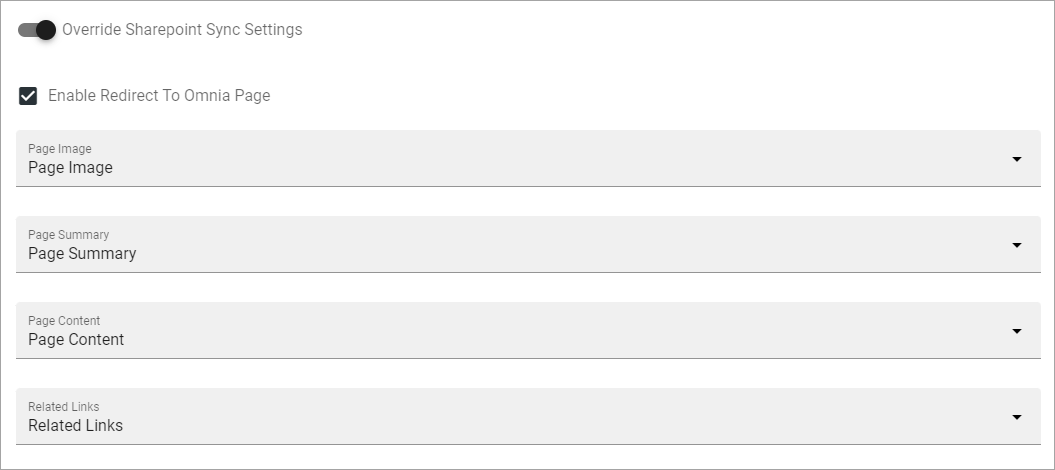 Override Sharepoint Sync Settings
Enable Redirect To Omnia Page
Page Image
Page Image
Page Summary
Page Summary
Page Content
Page Content
Related Links
Related Links